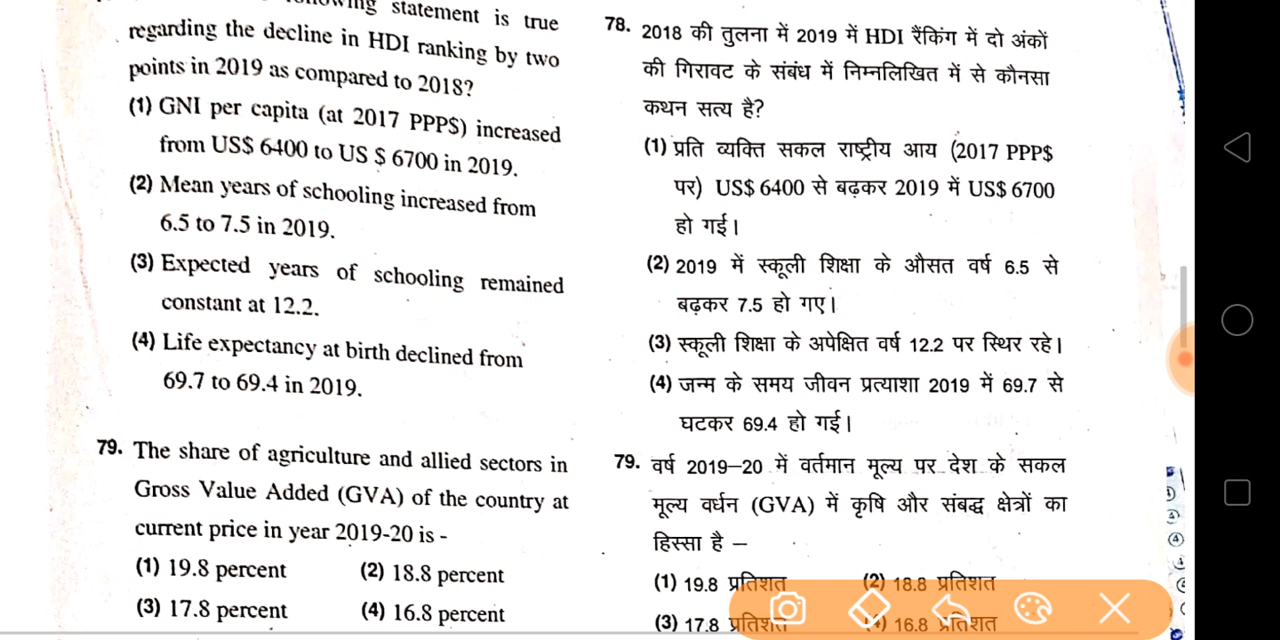 statement is true
regarding the decline in HDI ranking by two
points in 2019 as compared to 2018?
(1) GNI per capita (at 2017 PPP$) increased
from US$ 6400 to US $ 6700 in 2019.
(2) Mean years of schooling increased from
6.5 to 7.5 in 2019.
(3) Expected years of schooling remained
constant at 12.2.
(4) Life expectancy at birth declined from
69.7 to 69.4 in 2019.
79. The share of agriculture and allied sectors in
Gross Value Added (GVA) of the country at
current price in year 2019-20 is -
(1) 19.8 percent (2) 18.8 percent
(3) 17.8 percent (4) 16.8 percent
78. 2018 की तुलना में 2019 में HDI रैंकिंग में दो अंकों
की गिरावट के संबंध में निम्नलिखित में से कौनसा
कथन सत्य है?
(1) प्रति व्यक्ति सकल राष्ट्रीय आय (2017 PPP$
पर) US$ 6400 से बढ़कर 2019 में US$ 6700
हो गई।
(2) 2019 में स्कूली शिक्षा के औसत वर्ष 6.5 से
बढ़कर 7.5 हो गए।
(3) स्कूली शिक्षा के अपेक्षित वर्ष 12.2 पर स्थिर रहे।
(4) जन्म के समय जीवन प्रत्याशा 2019 में 69.7 से
घटकर 69.4 हो गई।
79. वर्ष 2019–20 में वर्तमान मूल्य पर देश के सकल
मूल्य वर्धन (GVA) में कृषि और संबद्ध क्षेत्रों का
हिस्सा है –
(1) 19.8 प्रतिशत (2) 18.8 प्रतिशत
(3) 17.8 प्रतिशत (4) 16.8 प्रतिशत